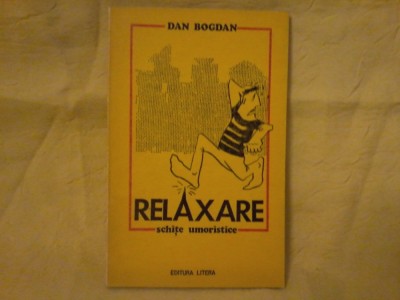 DAN BOGDAN
RELAXARE
schițe umoristice
EDITURA LITERA